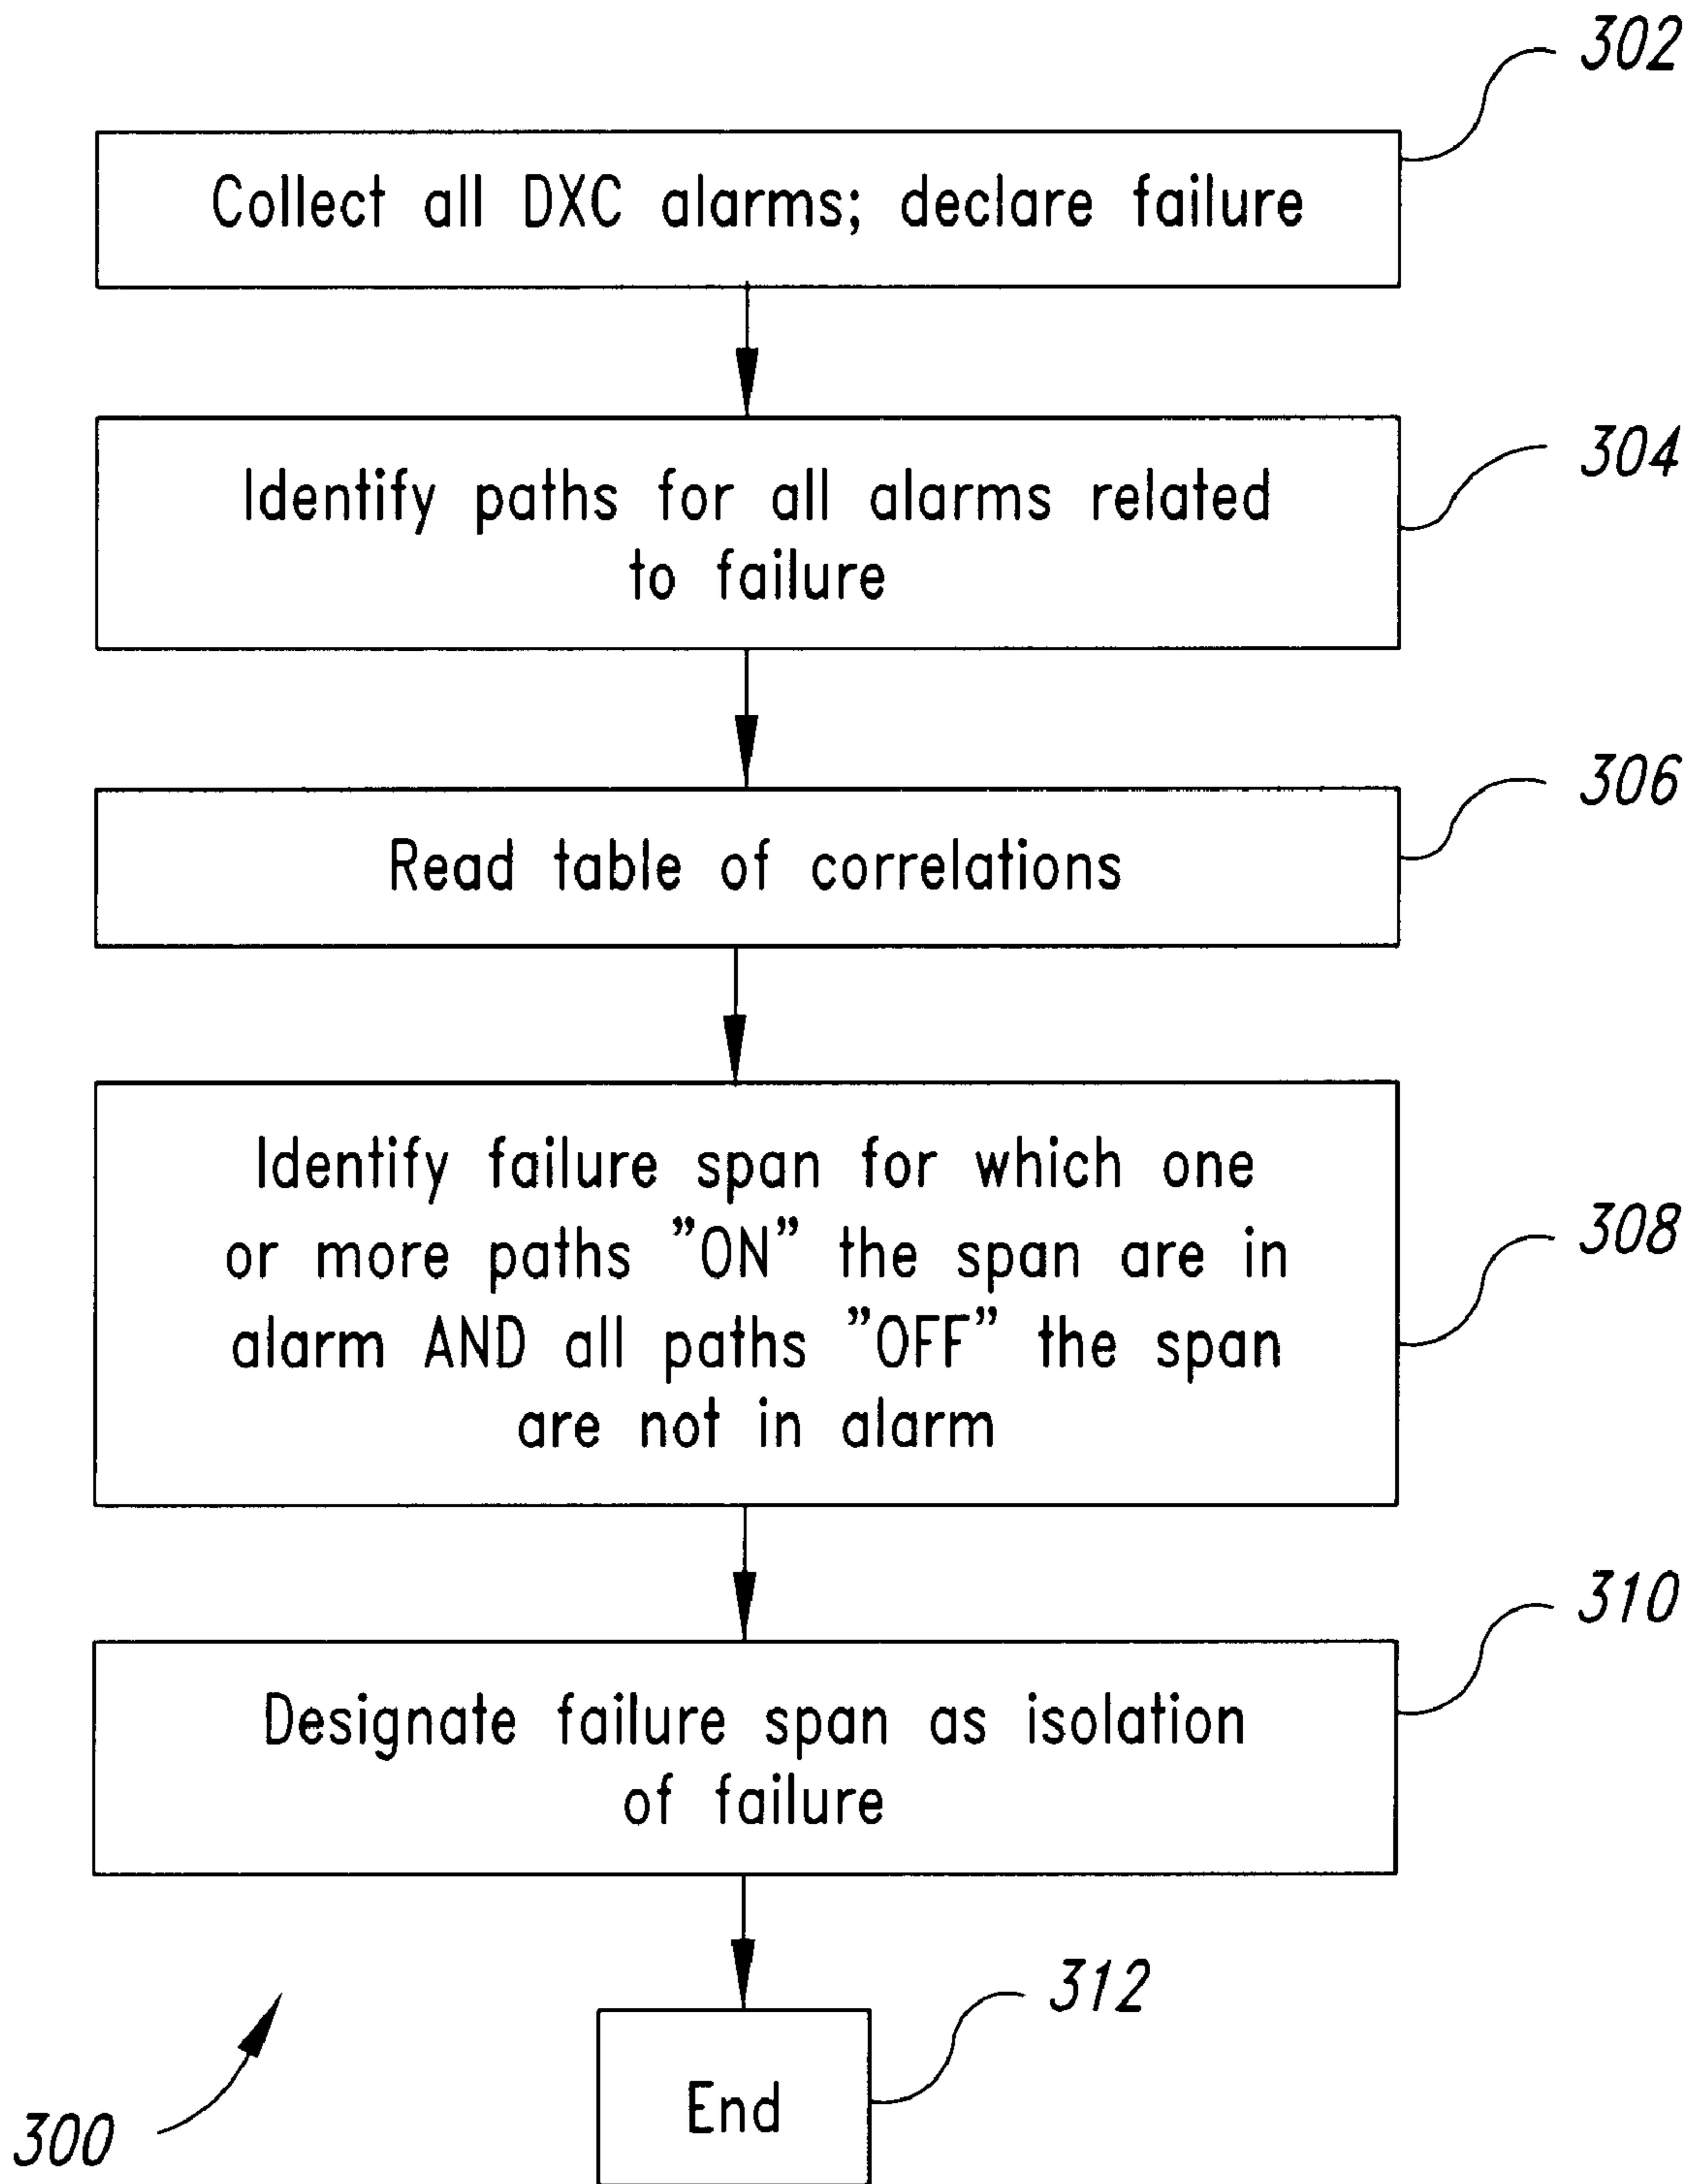 302
Collect all DXC alarms; declare failure
304
Identify paths for all alarms related
to failure
306
Read table of correlations
308
Identify failure span for which one
or more paths ”ON” the span are in
alarm AND all paths ”OFF” the span
are not in alarm
310
Designate failure span as isolation
of failure
312
End
300